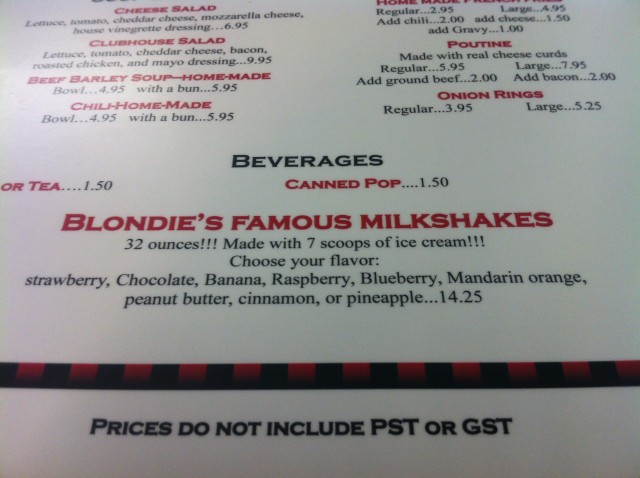 CHEESE SALAD
Lettuce, tomato, cheddar cheese, mozzarella cheese,
house vinegrette dressing...6.95
CLUBHOUSE SALAD
Lettuce, tomato, cheddar cheese, bacon,
roasted chicken, and mayo dressing...9.95
BEEF BARLEY SOUP—HOME-MADE
Bowl...4.95 with a bun...5.95
CHILI-HOME-MADE
Bowl...4.95 with a bun...5.95
HOME MADE FRENCH FRIES
Regular...2.95 Large...4.95
Add chili...2.00 add cheese...1.50
add Gravy...1.00
POUTINE
Made with real cheese curds
Regular...5.95 Large...7.95
Add ground beef...2.00 Add bacon...2.00
ONION RINGS
Regular...3.95 Large...5.25
BEVERAGES
OR TEA....1.50 CANNED POP....1.50
BLONDIE'S FAMOUS MILKSHAKES
32 ounces!!! Made with 7 scoops of ice cream!!!
Choose your flavor:
strawberry, Chocolate, Banana, Raspberry, Blueberry, Mandarin orange,
peanut butter, cinnamon, or pineapple...14.25
PRICES DO NOT INCLUDE PST OR GST